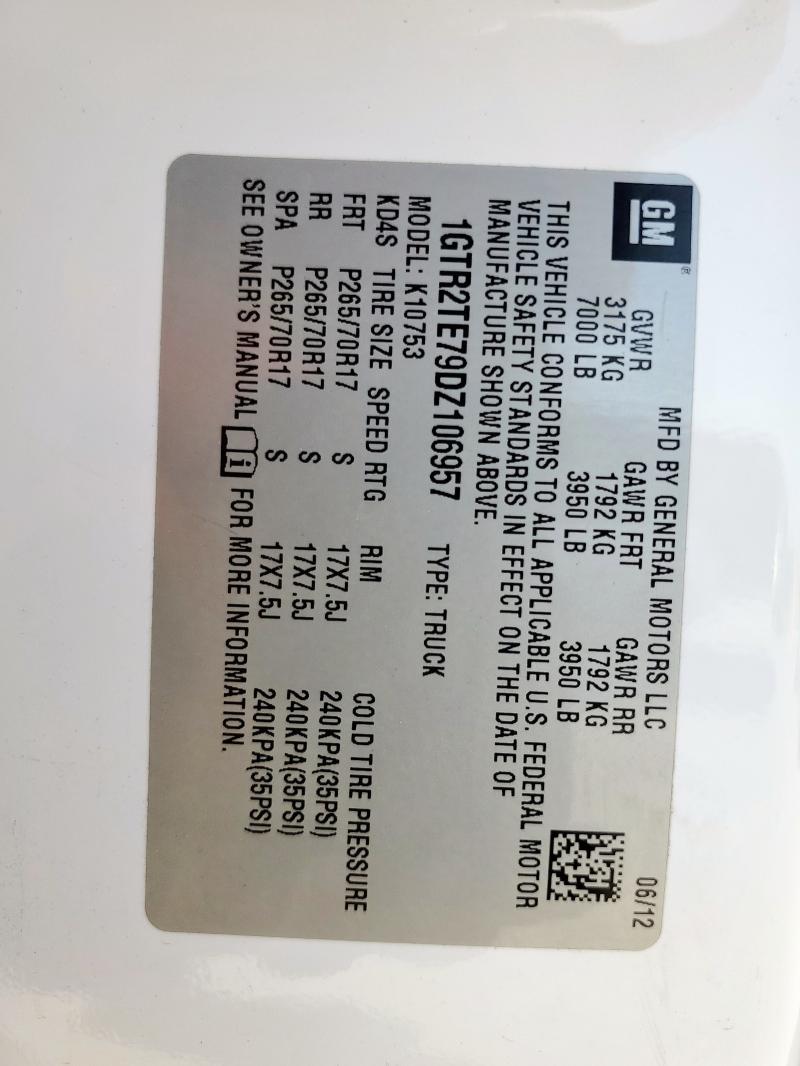 GM®
MFD BY GENERAL MOTORS LLC 06/12
GVWR GAWR FRT GAWR RR
3175 KG 1792 KG 1792 KG
7000 LB 3950 LB 3950 LB
THIS VEHICLE CONFORMS TO ALL APPLICABLE U.S. FEDERAL MOTOR
VEHICLE SAFETY STANDARDS IN EFFECT ON THE DATE OF
MANUFACTURE SHOWN ABOVE.
1GTR2TE79DZ106957 TYPE: TRUCK
MODEL: K10753
KD4S TIRE SIZE SPEED RTG RIM COLD TIRE PRESSURE
FRT P265/70R17 S 17X7.5J 240KPA(35PSI)
RR P265/70R17 S 17X7.5J 240KPA(35PSI)
SPA P265/70R17 S 17X7.5J 240KPA(35PSI)
SEE OWNER'S MANUAL i FOR MORE INFORMATION.